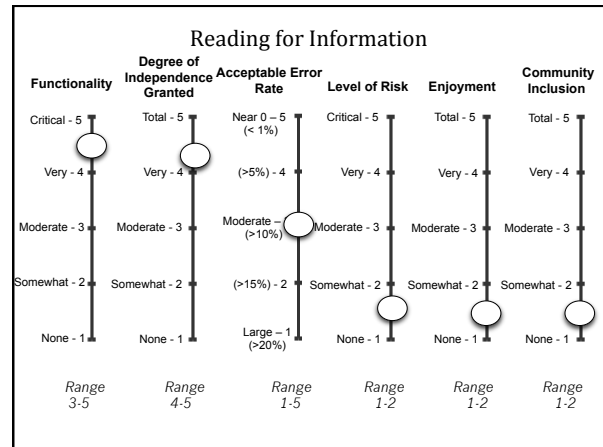 Reading for Information
Functionality
Critical - 5
Very - 4
Moderate - 3
Somewhat - 2
None - 1
Range
3-5
Degree of
Independence
Granted
Total - 5
Very - 4
Moderate - 3
Somewhat - 2
None - 1
Range
4-5
Acceptable Error
Rate
Near 0 – 5
(< 1%)
(>5%) - 4
Moderate –
(>10%)
(>15%) - 2
Large – 1
(>20%)
Range
1-5
Level of Risk
Critical - 5
Very - 4
Moderate - 3
Somewhat - 2
None - 1
Range
1-2
Enjoyment
Total - 5
Very - 4
Moderate - 3
Somewhat - 2
None - 1
Range
1-2
Community
Inclusion
Total - 5
Very - 4
Moderate - 3
Somewhat - 2
None - 1
Range
1-2